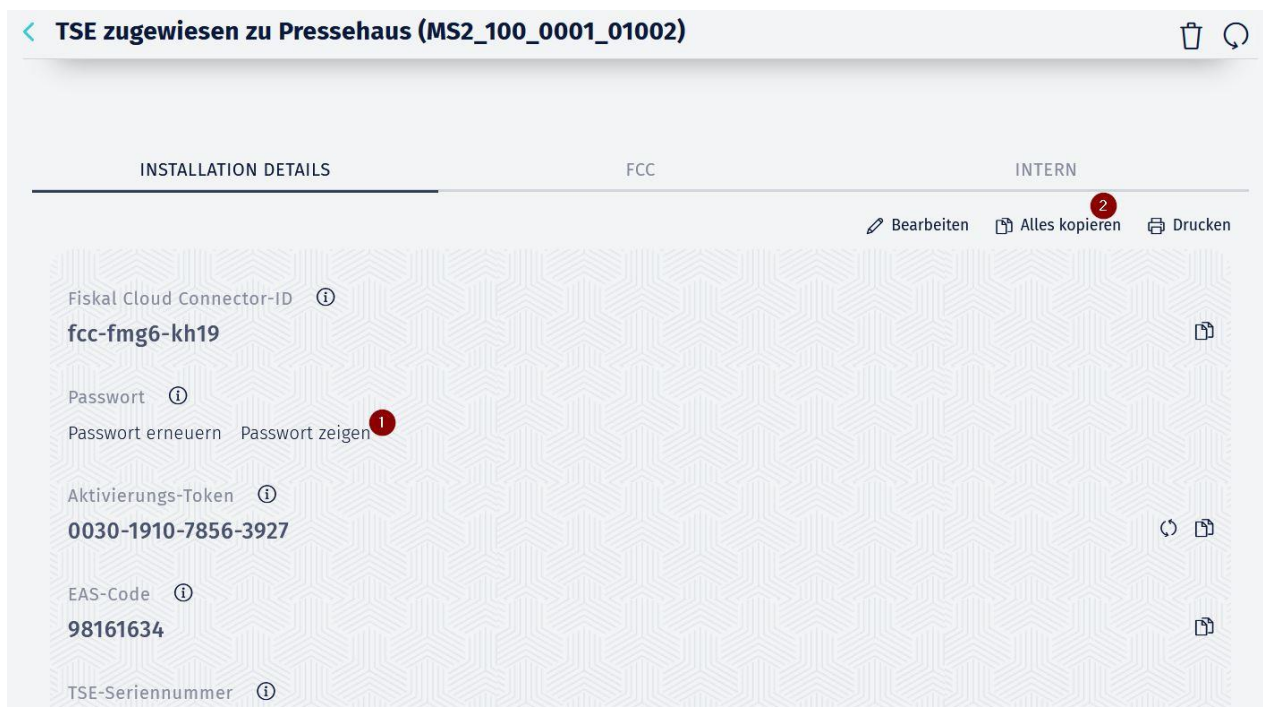 TSE zugewiesen zu Pressehaus (MS2_100_0001_01002)
INSTALLATION DETAILS FCC INTERN
2
Bearbeiten Alles kopieren Drucken
Fiskal Cloud Connector-ID
fcc-fmg6-kh19
Passwort
Passwort erneuern Passwort zeigen 1
Aktivierungs-Token
0030-1910-7856-3927
EAS-Code
98161634
TSE-Seriennummer